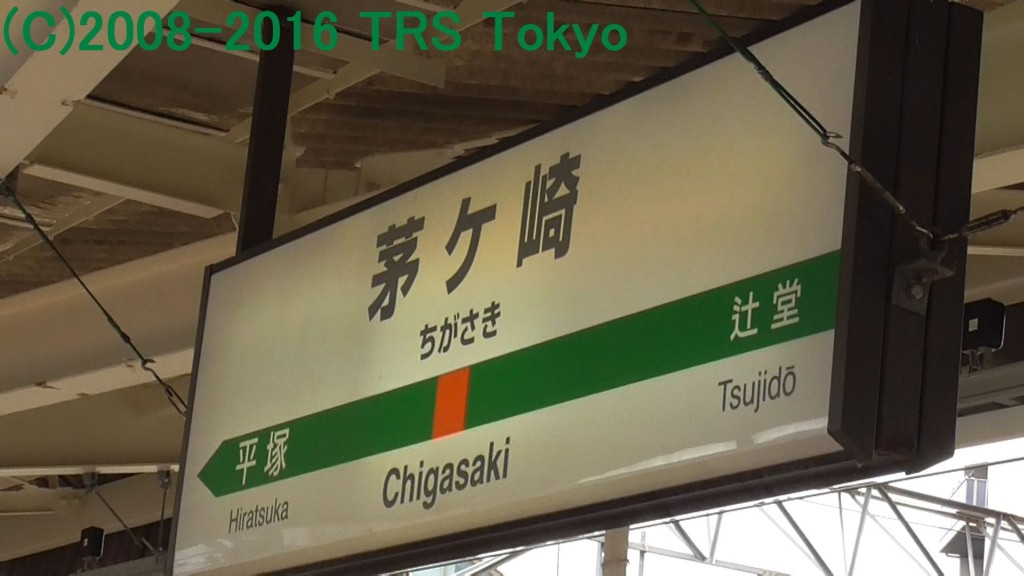 (C)2008-2016 TRS Tokyo
茅ケ崎
ちがさき
平塚 辻堂
Hiratsuka Chigasaki Tsujidō